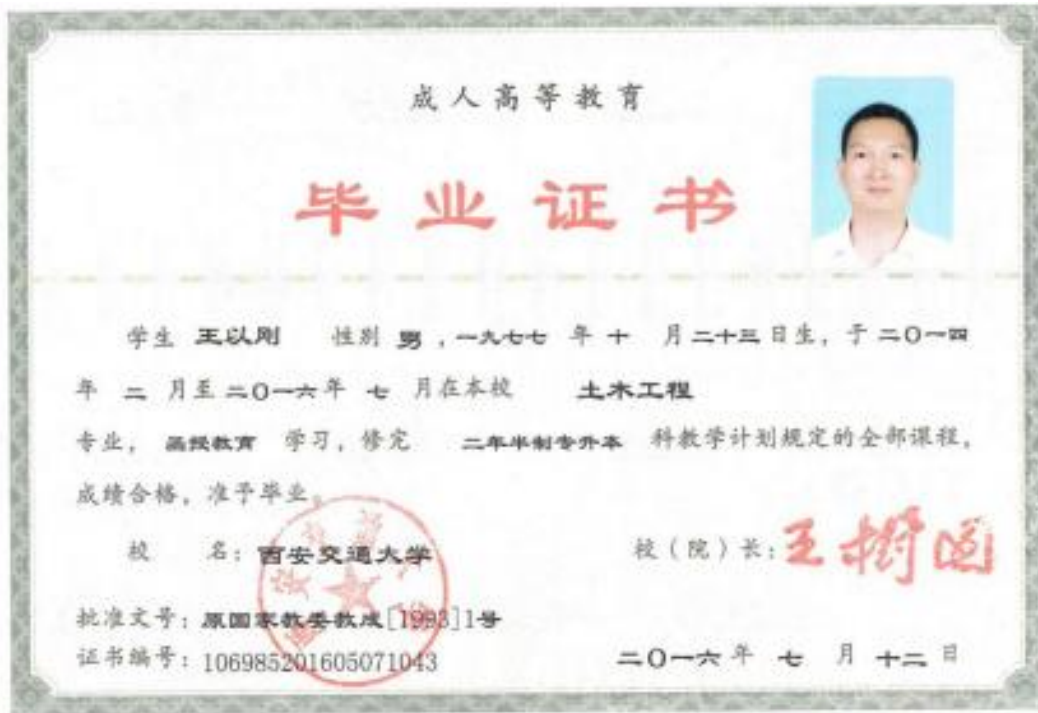 成人高等教育
毕业证书
学生 王以刚 性别 男，一九七七 年 十 月二十三日生，于 二〇一四
年 二 月至 二〇一六年 七 月在本校 土木工程
专业， 函授教育 学习，修完 二年半制专升本 科教学计划规定的全部课程，
成绩合格，准予毕业。
校 名：西安交通大学 校（院）长：王树国
批准文号：原国家教委教成[1993]1号
证书编号：106985201605071043 二〇一六 年 七 月 十二 日